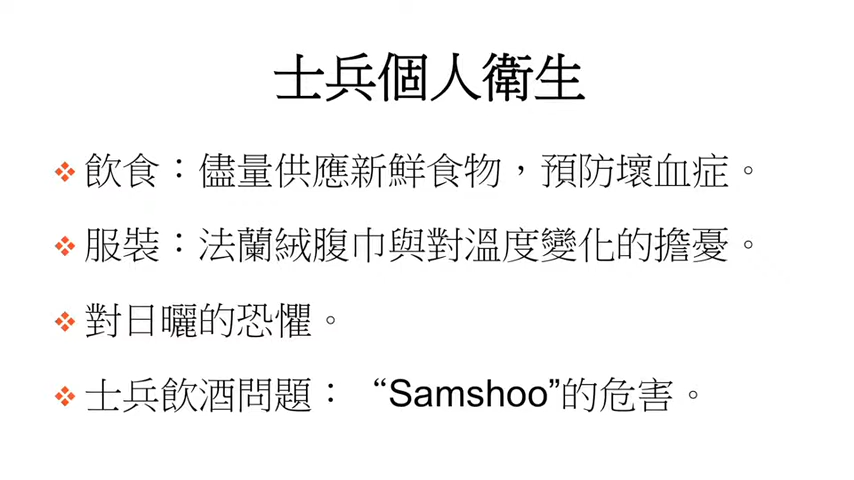 士兵個人衛生
飲食：儘量供應新鮮食物，預防壞血症。
服裝：法蘭絨腹巾與對溫度變化的擔憂。
對日曬的恐懼。
士兵飲酒問題：“Samshoo”的危害。